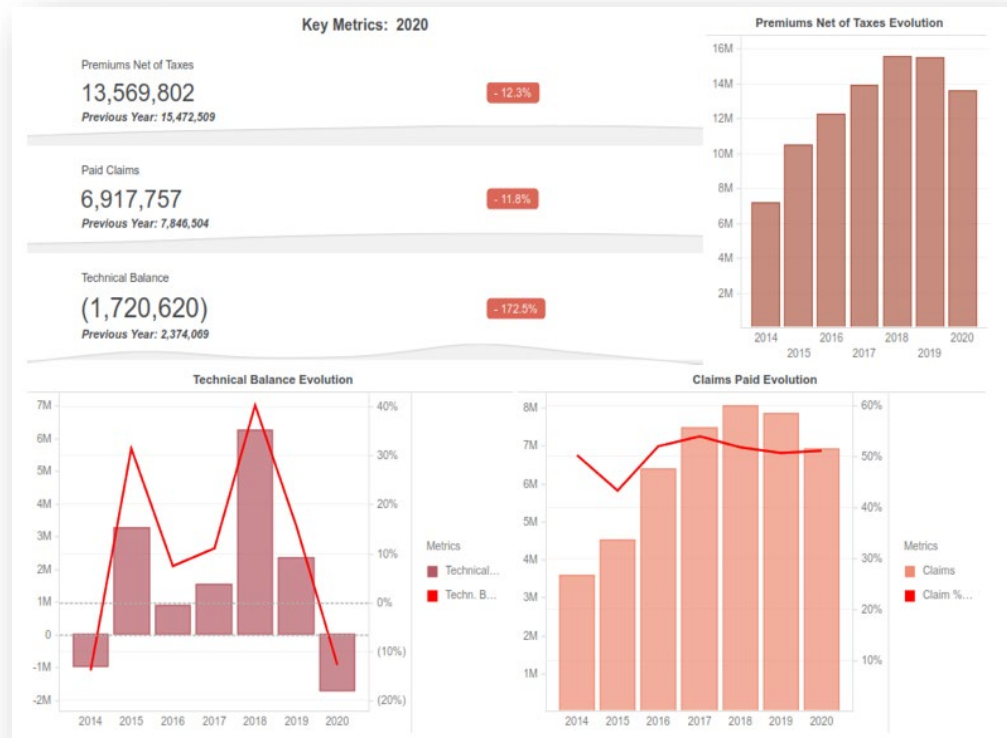 Key Metrics: 2020
Premiums Net of Taxes
13,569,802
- 12.3%
Previous Year: 15,472,509
Paid Claims
6,917,757
- 11.8%
Previous Year: 7,846,504
Technical Balance
(1,720,620)
- 172.5%
Previous Year: 2,374,069
Premiums Net of Taxes Evolution
16M
14M
12M
10M
8M
6M
4M
2M
2014
2015
2016
2017
2018
2019
2020
Technical Balance Evolution
7M
6M
5M
4M
3M
2M
1M
0
-1M
-2M
40%
30%
20%
10%
0%
(10%)
(20%)
2014 2015 2016 2017 2018 2019 2020
Metrics
Technical...
Techn. B...
Claims Paid Evolution
8M
7M
6M
5M
4M
3M
2M
1M
60%
50%
40%
30%
20%
10%
2014 2015 2016 2017 2018 2019 2020
Metrics
Claims
Claim %...